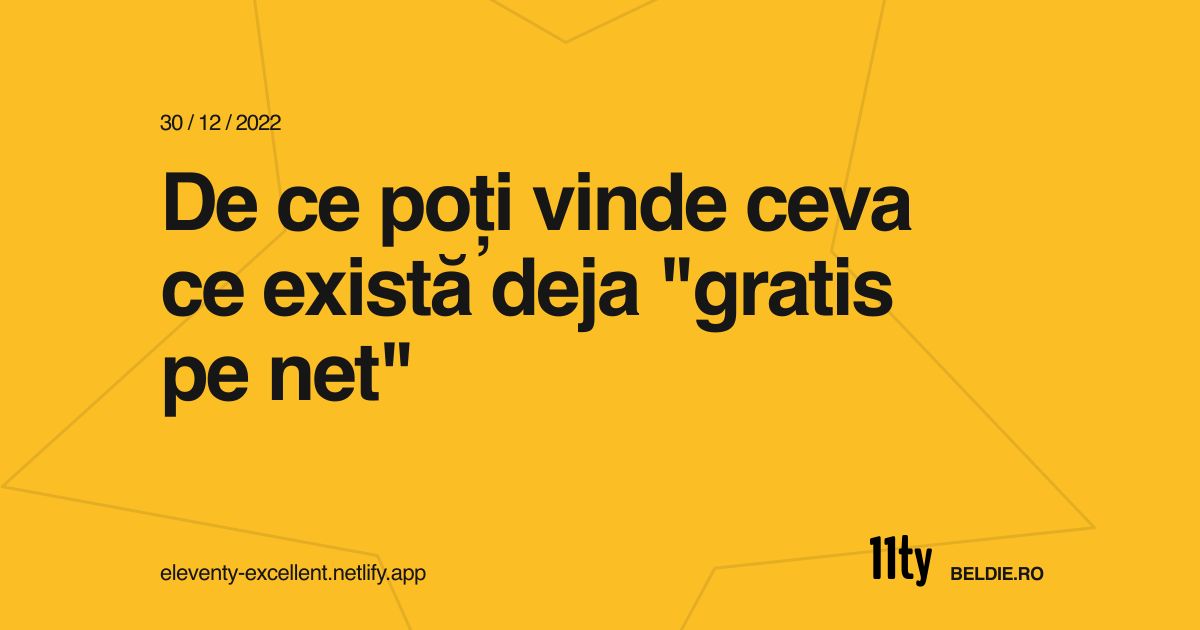 30 / 12 / 2022
De ce poți vinde ceva
ce există deja "gratis
pe net"
eleventy-excellent.netlify.app
11ty BELDIE.RO